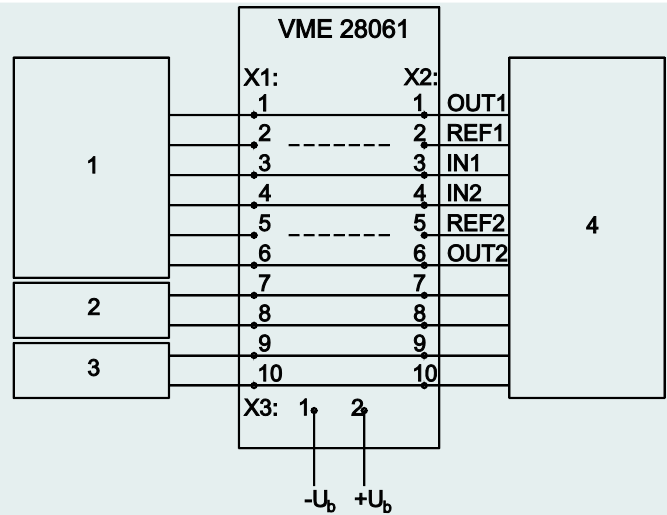 VME 28061
X1: X2:
1 1 OUT1
2 2 REF1
1 3 3 IN1
4 4 IN2
5 5 REF2 4
6 6 OUT2
7 7
2 8 8
9 9
3 10 10
X3: 1 2
-Ub +Ub